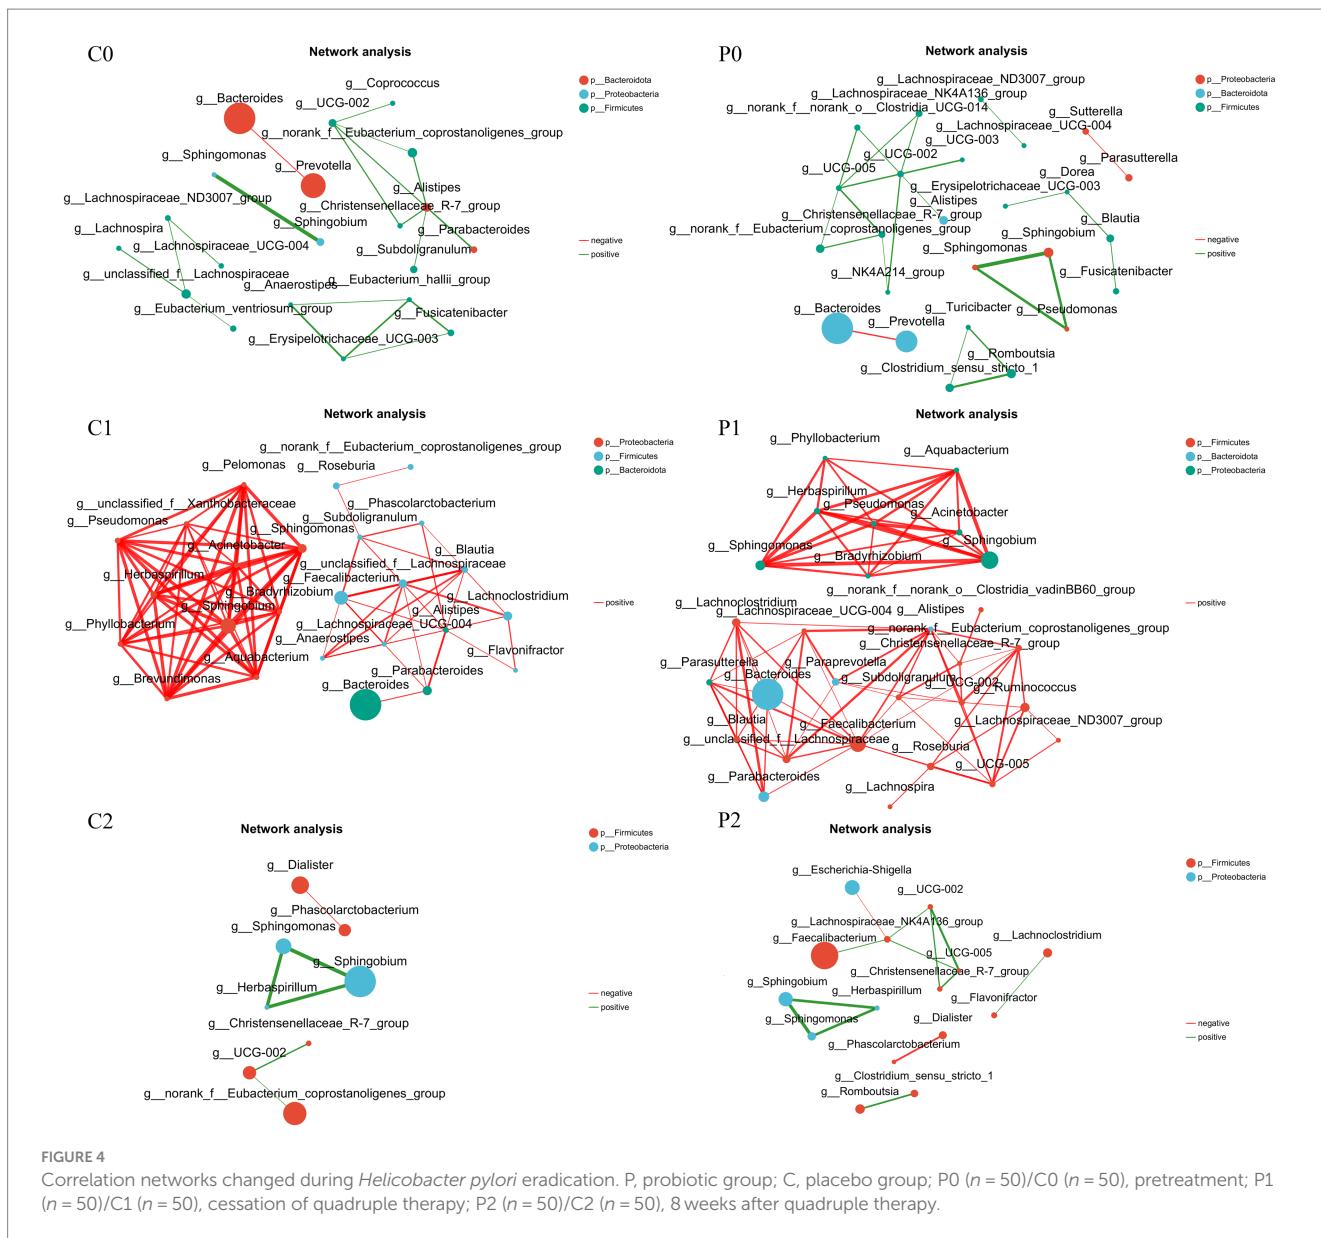 C0
Network analysis
g__Coprococcus
g__UCG-002
g__Bacteroides
g__norank_f__Eubacterium_coprostanoligenes_group
g__Sphingomonas
g__Prevotella
g__Alistipes
g__Lachnospiraceae_ND3007_group
g__Christensenellaceae_R-7_group
g__Lachnospira
g__Sphingobium
g__Parabacteroides
g__Lachnospiraceae_UCG-004
g__Subdoligranulum
g__unclassified_f__Lachnospiraceae
g__Anaerostipes
g__Eubacterium_hallii_group
g__Eubacterium_ventriosum_group
g__Fusicatenibacter
g__Erysipelotrichaceae_UCG-003
p__Bacteroidota
p__Proteobacteria
p__Firmicutes
negative
positive
P0
Network analysis
g__Lachnospiraceae_ND3007_group
g__Lachnospiraceae_NK4A136_group
g__norank_f__norank_o__Clostridia_UCG-014
g__Sutterella
g__Lachnospiraceae_UCG-004
g__UCG-003
g__UCG-002
g__Parasutterella
g__UCG-005
g__Dorea
g__Erysipelotrichaceae_UCG-003
g__Alistipes
g__Christensenellaceae_R-7_group
g__Blautia
g__norank_f__Eubacterium_coprostanoligenes_group
g__Sphingobium
g__Sphingomonas
g__NK4A214_group
g__Fusicatenibacter
g__Bacteroides
g__Turicibacter
g__Pseudomonas
g__Prevotella
g__Romboutsia
g__Clostridium_sensu_stricto_1
p__Proteobacteria
p__Bacteroidota
p__Firmicutes
negative
positive
C1
Network analysis
g__norank_f__Eubacterium_coprostanoligenes_group
g__Pelomonas
g__Roseburia
g__unclassified_f__Xanthobacteraceae
g__Phascolarctobacterium
g__Pseudomonas
g__Subdoligranulum
g__Sphingomonas
g__Acinetobacter
g__Blautia
g__unclassified_f__Lachnospiraceae
g__Herbaspirillum
g__Faecalibacterium
g__Bradyrhizobium
g__Lachnoclostridium
g__Sphingobium
g__Alistipes
g__Phyllobacterium
g__Lachnospiraceae_UCG-004
g__Anaerostipes
g__Flavonifractor
g__Aquabacterium
g__Parabacteroides
g__Brevundimonas
g__Bacteroides
p__Proteobacteria
p__Firmicutes
p__Bacteroidota
positive
P1
Network analysis
g__Phyllobacterium
g__Aquabacterium
g__Herbaspirillum
g__Pseudomonas
g__Acinetobacter
g__Sphingomonas
g__Sphingobium
g__Bradyrhizobium
g__norank_f__norank_o__Clostridia_vadinBB60_group
g__Lachnoclostridium
g__Lachnospiraceae_UCG-004
g__Alistipes
g__norank_f__Eubacterium_coprostanoligenes_group
g__Christensenellaceae_R-7_group
g__Parasutterella
g__Paraprevotella
g__Bacteroides
g__Subdoligranulum
g__UCG-002
g__Ruminococcus
g__Blautia
g__Faecalibacterium
g__Lachnospiraceae_ND3007_group
g__unclassified_f__Lachnospiraceae
g__Roseburia
g__UCG-005
g__Parabacteroides
g__Lachnospira
p__Firmicutes
p__Bacteroidota
p__Proteobacteria
positive
C2
Network analysis
g__Dialister
g__Phascolarctobacterium
g__Sphingomonas
g__Sphingobium
g__Herbaspirillum
g__Christensenellaceae_R-7_group
g__UCG-002
g__norank_f__Eubacterium_coprostanoligenes_group
p__Firmicutes
p__Proteobacteria
negative
positive
P2
Network analysis
g__Escherichia-Shigella
g__UCG-002
g__Lachnospiraceae_NK4A136_group
g__Faecalibacterium
g__Lachnoclostridium
g__UCG-005
g__Christensenellaceae_R-7_group
g__Sphingobium
g__Herbaspirillum
g__Flavonifractor
g__Sphingomonas
g__Dialister
g__Phascolarctobacterium
g__Clostridium_sensu_stricto_1
g__Romboutsia
p__Firmicutes
p__Proteobacteria
negative
positive
FIGURE 4
Correlation networks changed during Helicobacter pylori eradication. P, probiotic group; C, placebo group; P0 (n = 50)/C0 (n = 50), pretreatment; P1
(n = 50)/C1 (n = 50), cessation of quadruple therapy; P2 (n = 50)/C2 (n = 50), 8 weeks after quadruple therapy.